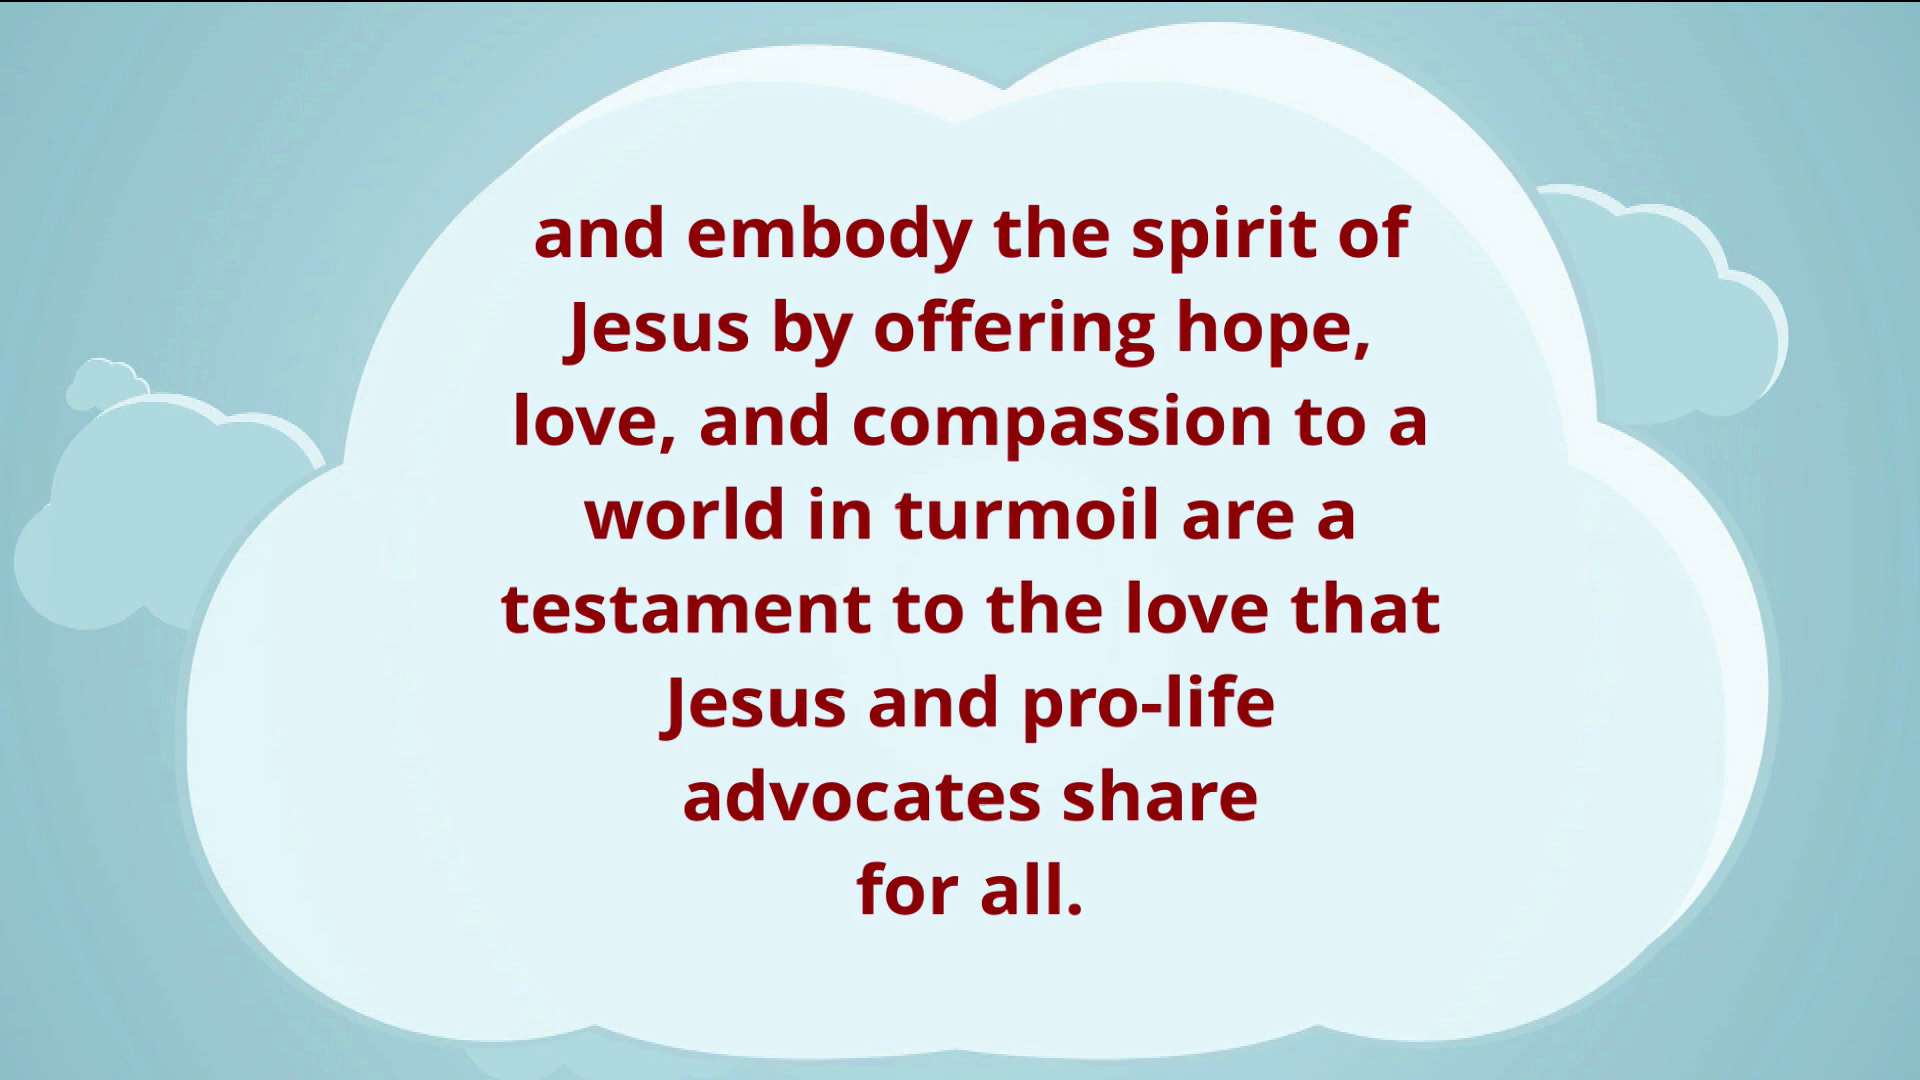 and embody the spirit of
Jesus by offering hope,
love, and compassion to a
world in turmoil are a
testament to the love that
Jesus and pro-life
advocates share
for all.